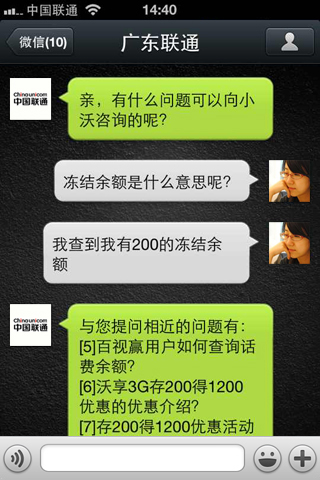 中国联通 14:40
微信(10) 广东联通
China unicom
中国联通
亲，有什么问题可以向小
沃咨询的呢?
冻结余额是什么意思呢?
我查到我有200的冻结余
额
China unicom
中国联通
与您提问相近的问题有：
[5]百视赢用户如何查询话
费余额?
[6]沃享3G存200得1200
优惠的优惠介绍?
[7]存200得1200优惠活动